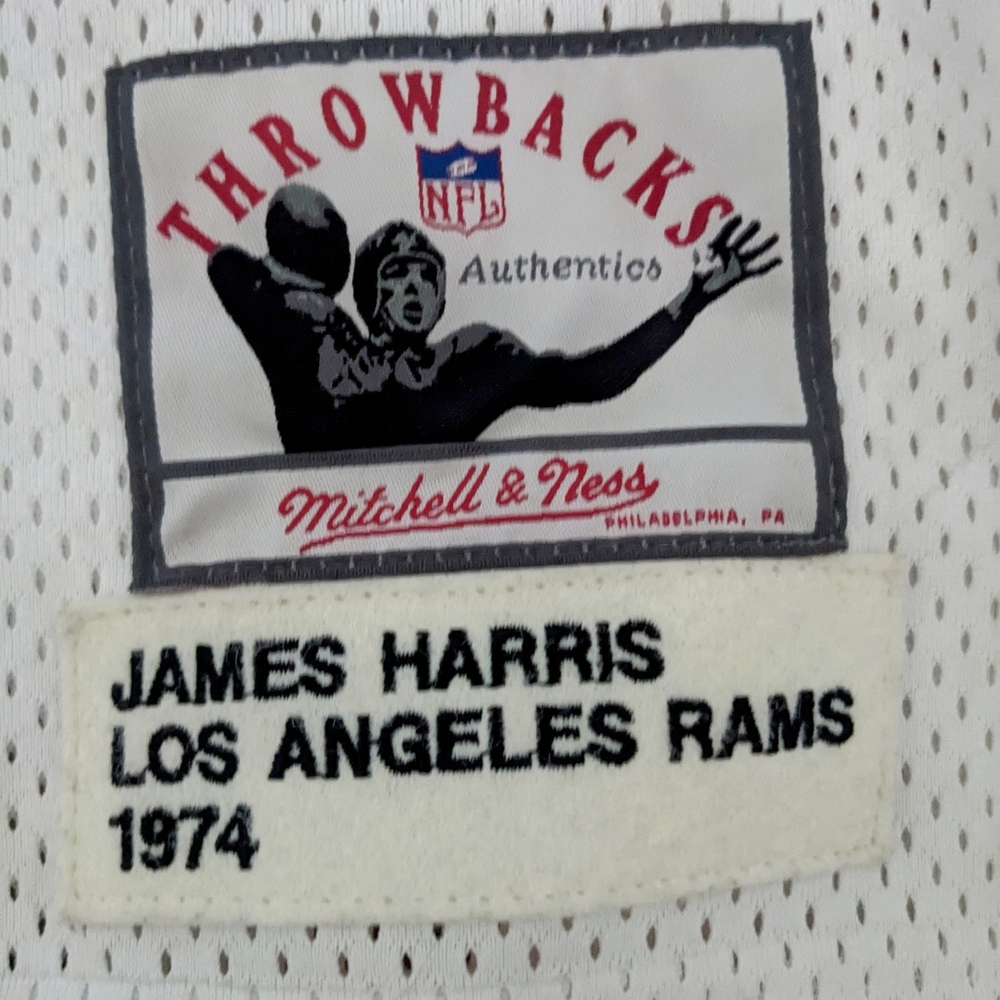 THROWBACKS
NFL
Authentics
Mitchell & Ness
PHILADELPHIA, PA
JAMES HARRIS
LOS ANGELES RAMS
1974